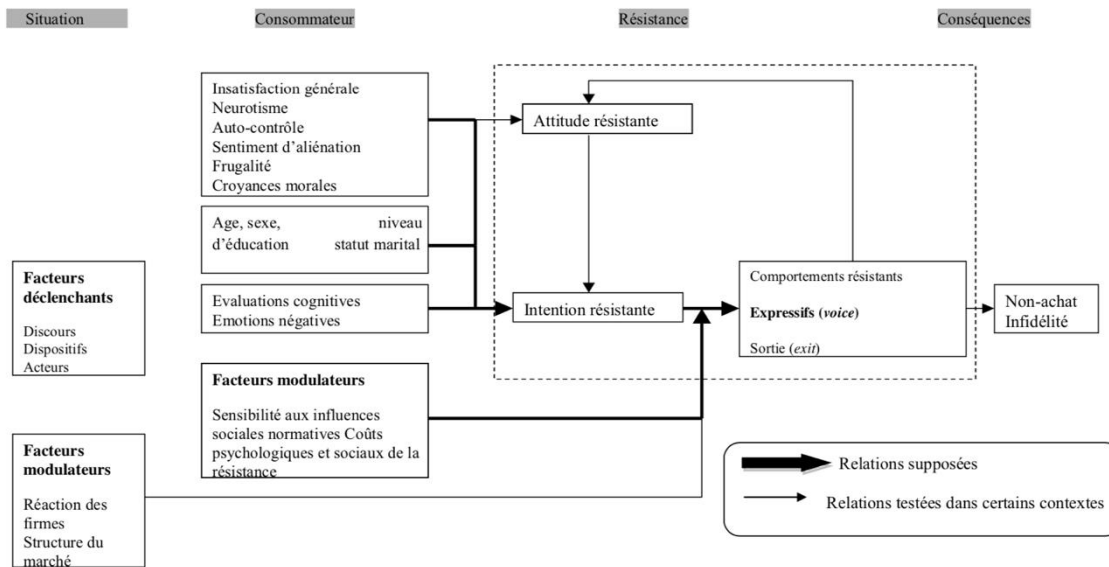 Situation
Consommateur
Résistance
Conséquences
Insatisfaction générale
Neurotisme
Auto-contrôle
Sentiment d’aliénation
Frugalité
Croyances morales
Attitude résistante
Age, sexe, niveau
d’éducation statut marital
Facteurs
déclenchants
Discours
Dispositifs
Acteurs
Evaluations cognitives
Emotions négatives
Intention résistante
Comportements résistants
Expressifs (voice)
Sortie (exit)
Non-achat
Infidélité
Facteurs modulateurs
Sensibilité aux influences
sociales normatives Coûts
psychologiques et sociaux de la
résistance
Facteurs
modulateurs
Réaction des
firmes
Structure du
marché
Relations supposées
Relations testées dans certains contextes